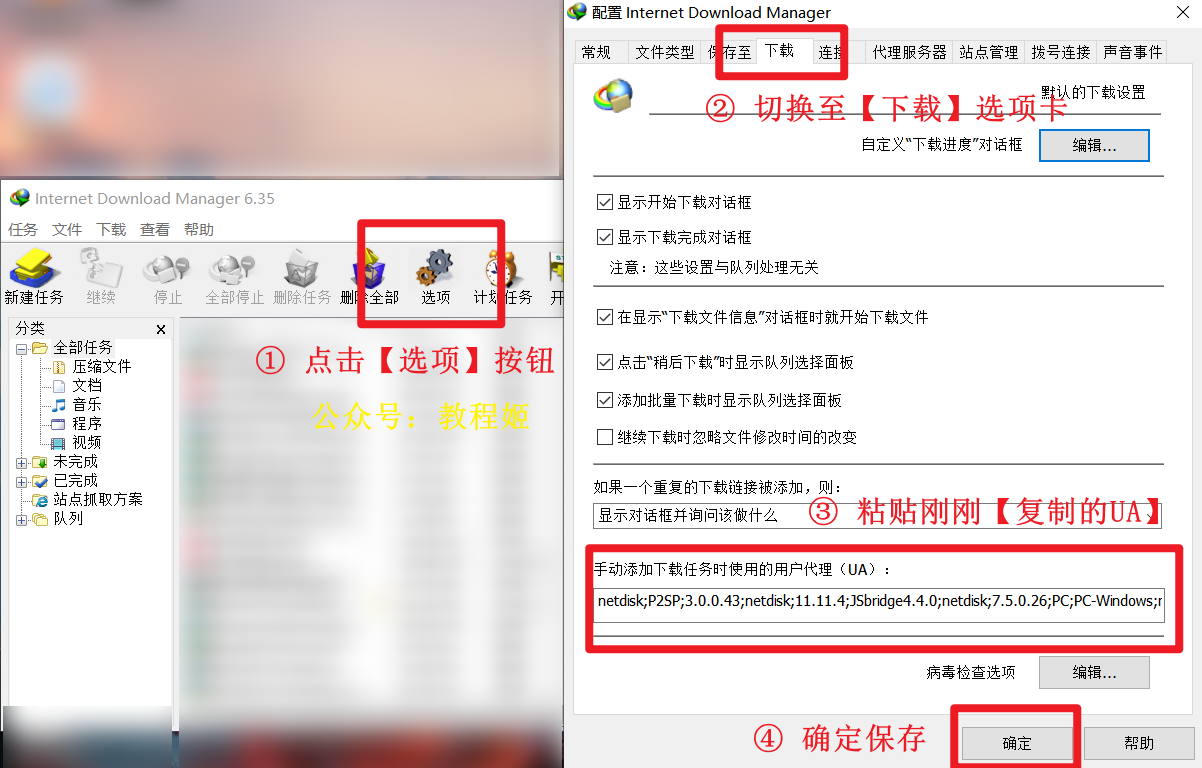 Internet Download Manager 6.35
任务 文件 下载 查看 帮助
新建任务 继续 停止 全部停止 删除任务 删除全部 选项 计划任务 开
分类 x
全部任务
压缩文件
文档
音乐
程序
视频
未完成
已完成
站点抓取方案
队列
① 点击【选项】按钮
公众号：教程姬
配置 Internet Download Manager
常规 文件类型 保存至 下载 连接 代理服务器 站点管理 拨号连接 声音事件
默认的下载设置
② 切换至【下载】选项卡
自定义“下载进度”对话框 编辑...
显示开始下载对话框
显示下载完成对话框
注意：这些设置与队列处理无关
在显示“下载文件信息”对话框时就开始下载文件
点击“稍后下载”时显示队列选择面板
添加批量下载时显示队列选择面板
继续下载时忽略文件修改时间的改变
如果一个重复的下载链接被添加，则：
显示对话框并询问该做什么
③ 粘贴刚刚【复制的UA】
手动添加下载任务时使用的用户代理（UA）：
netdisk;P2SP;3.0.0.43;netdisk;11.11.4;JSbridge4.4.0;netdisk;7.5.0.26;PC;PC-Windows;
病毒检查选项 编辑...
④ 确定保存
确定 帮助